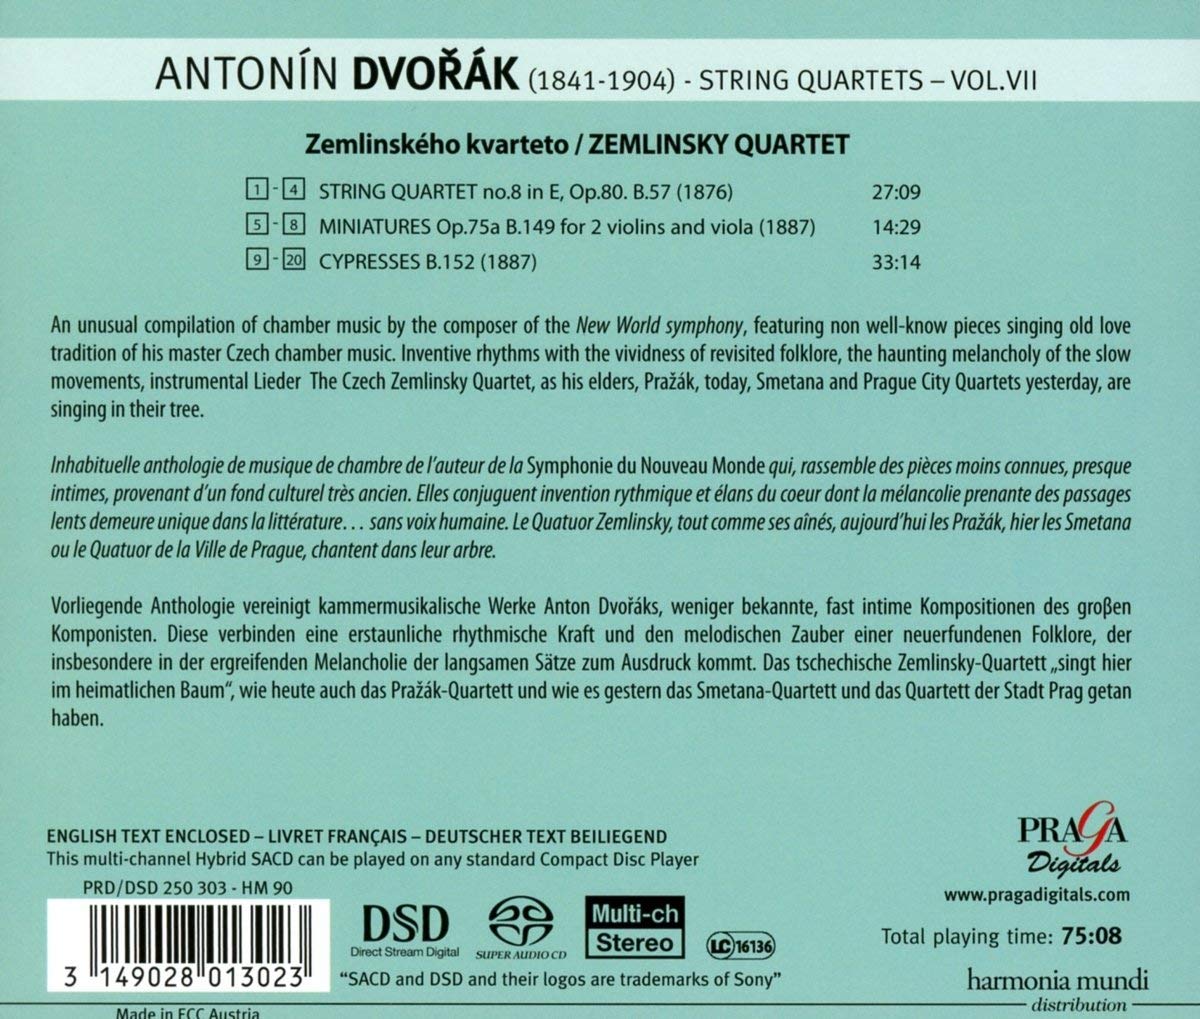 ANTONÍN DVOŘÁK (1841-1904) - STRING QUARTETS – VOL.VII
Zemlinského kvarteto / ZEMLINSKY QUARTET
1 - 4 STRING QUARTET no.8 in E, Op.80. B.57 (1876) 27:09
5 - 8 MINIATURES Op.75a B.149 for 2 violins and viola (1887) 14:29
9 - 20 CYPRESSES B.152 (1887) 33:14
An unusual compilation of chamber music by the composer of the New World symphony, featuring non well-know pieces singing old love
tradition of his master Czech chamber music. Inventive rhythms with the vividness of revisited folklore, the haunting melancholy of the slow
movements, instrumental Lieder The Czech Zemlinsky Quartet, as his elders, Pražák, today, Smetana and Prague City Quartets yesterday, are
singing in their tree.
Inhabituelle anthologie de musique de chambre de l'auteur de la Symphonie du Nouveau Monde qui, rassemble des pièces moins connues, presque
intimes, provenant d'un fond culturel très ancien. Elles conjuguent invention rythmique et élans du coeur dont la mélancolie prenante des passages
lents demeure unique dans la littérature… sans voix humaine. Le Quatuor Zemlinsky, tout comme ses aînés, aujourd'hui les Pražák, hier les Smetana
ou le Quatuor de la Ville de Prague, chantent dans leur arbre.
Vorliegende Anthologie vereinigt kammermusikalische Werke Anton Dvořáks, weniger bekannte, fast intime Kompositionen des großen
Komponisten. Diese verbinden eine erstaunliche rhythmische Kraft und den melodischen Zauber einer neuerfundenen Folklore, der
insbesondere in der ergreifenden Melancholie der langsamen Sätze zum Ausdruck kommt. Das tschechische Zemlinsky-Quartett „singt hier
im heimatlichen Baum“, wie heute auch das Pražák-Quartett und wie es gestern das Smetana-Quartett und das Quartett der Stadt Prag getan
haben.
ENGLISH TEXT ENCLOSED – LIVRET FRANÇAIS – DEUTSCHER TEXT BEILIEGEND
This multi-channel Hybrid SACD can be played on any standard Compact Disc Player
PRD/DSD 250 303 - HM 90
3 149028 013023
DSD
Direct Stream Digital
SUPER AUDIO CD
Multi-ch
Stereo
LC 16136
"SACD and DSD and their logos are trademarks of Sony"
Made in ECC Austria
PRAGA
Digitals
www.pragadigitals.com
Total playing time: 75:08
harmonia mundi
distribution